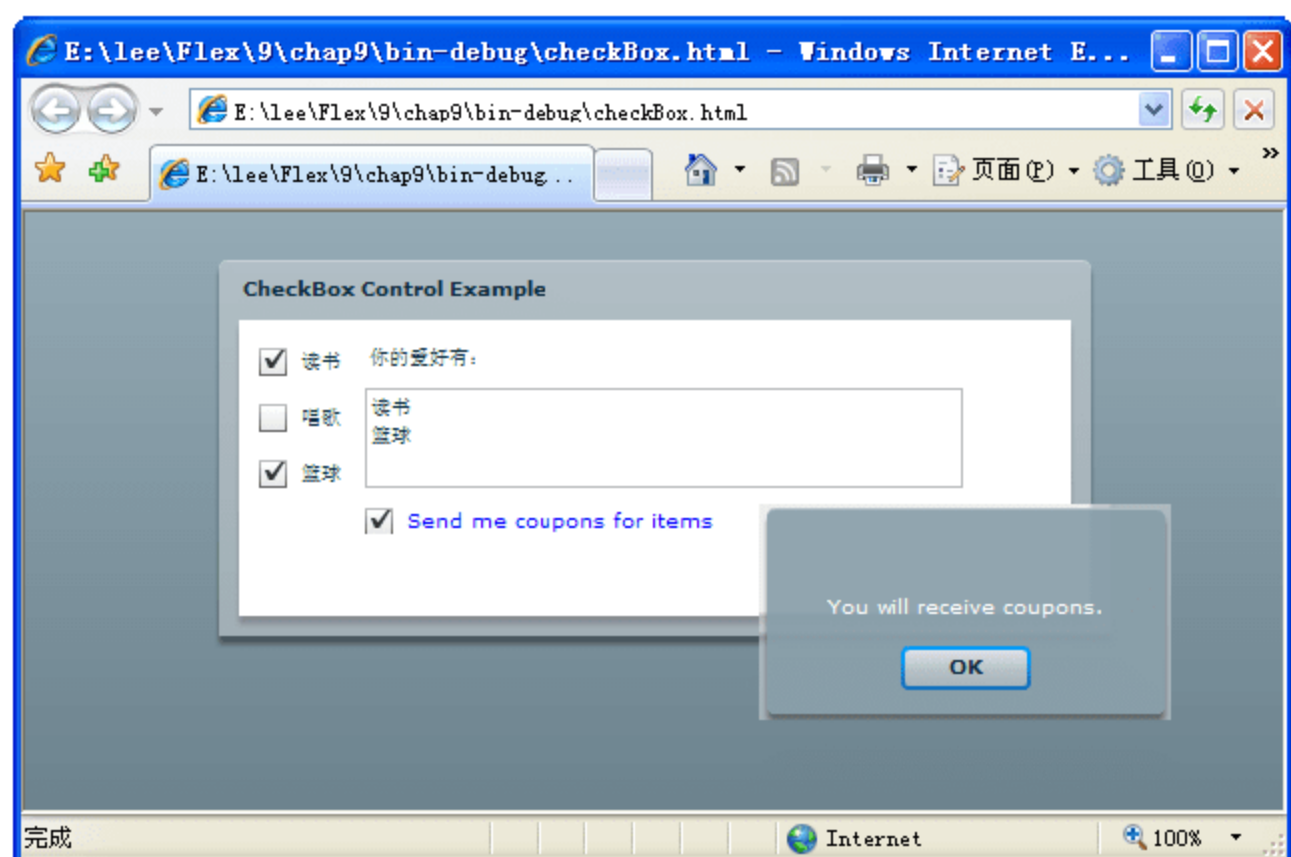 E:\lee\Flex\9\chap9\bin-debug\checkBox.html - Windows Internet E...
E:\lee\Flex\9\chap9\bin-debug\checkBox.html
E:\lee\Flex\9\chap9\bin-debug...
页面(P)
工具(O)
»
CheckBox Control Example
读书
你的爱好有:
唱歌
读书
篮球
篮球
Send me coupons for items
You will receive coupons.
OK
完成
Internet
100%